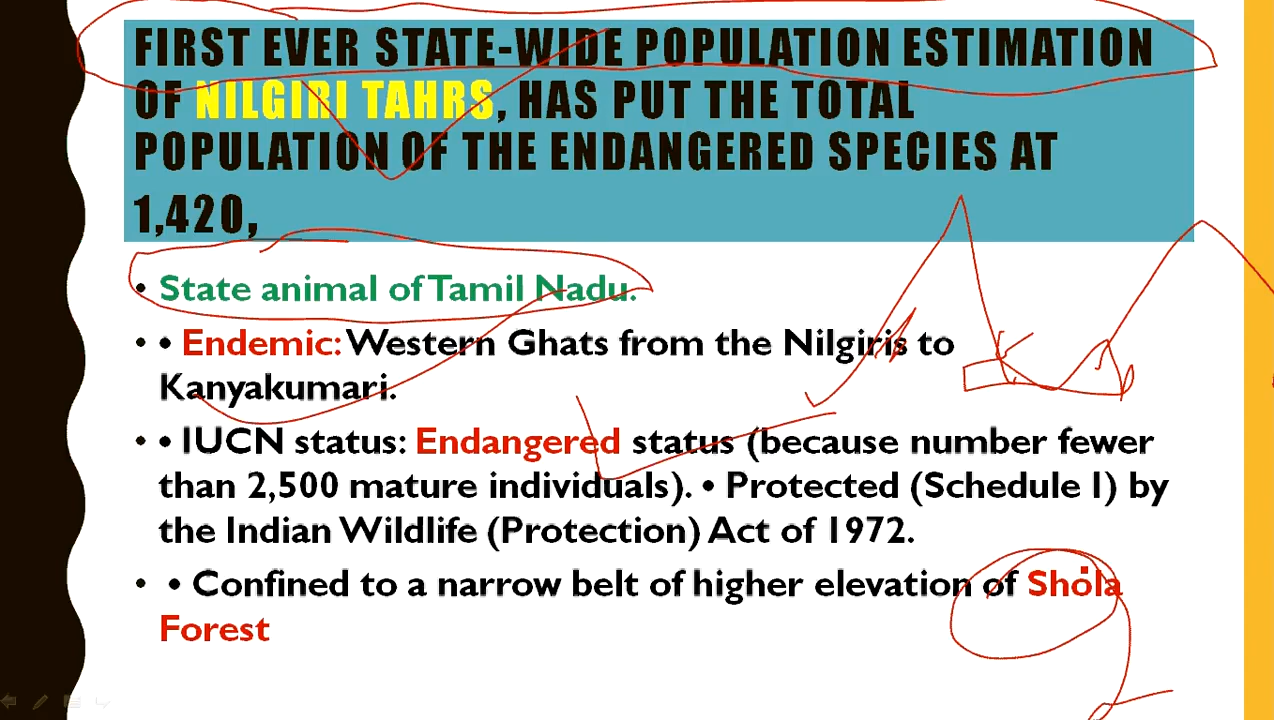 FIRST EVER STATE-WIDE POPULATION ESTIMATION
OF NILGIRI TAHRS, HAS PUT THE TOTAL
POPULATION OF THE ENDANGERED SPECIES AT
1,420,
• State animal of Tamil Nadu.
• • Endemic: Western Ghats from the Nilgiris to
Kanyakumari.
• • IUCN status: Endangered status (because number fewer
than 2,500 mature individuals). • Protected (Schedule I) by
the Indian Wildlife (Protection) Act of 1972.
• • Confined to a narrow belt of higher elevation of Shola
Forest